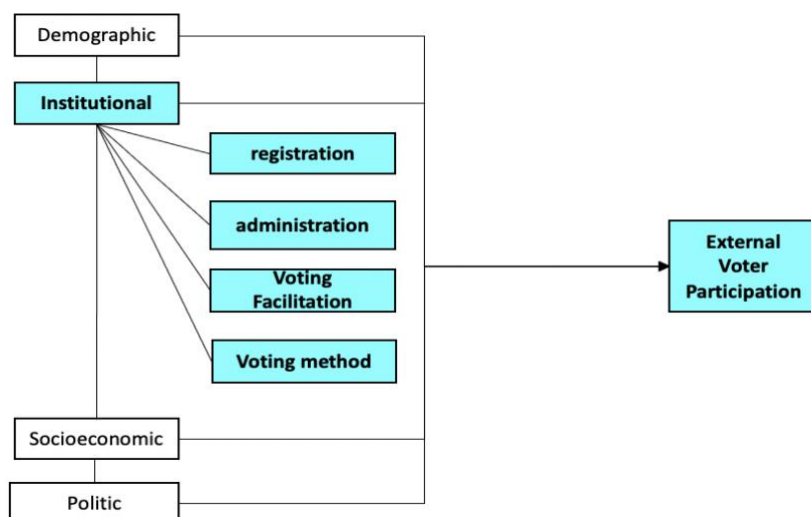 Demographic
Institutional
registration
administration
Voting
Facilitation
Voting method
Socioeconomic
Politic
External
Voter
Participation